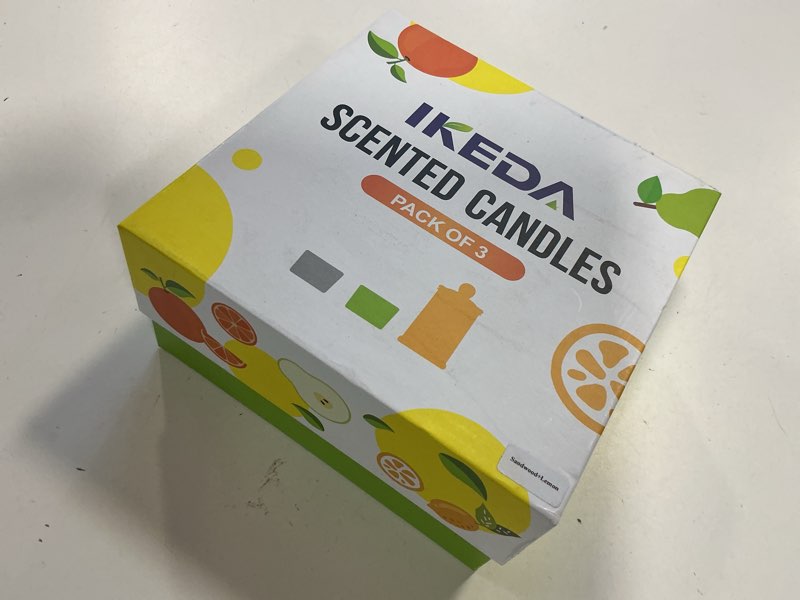 IKEDA
SCENTED CANDLES
PACK OF 3
Sandwood+Lemon